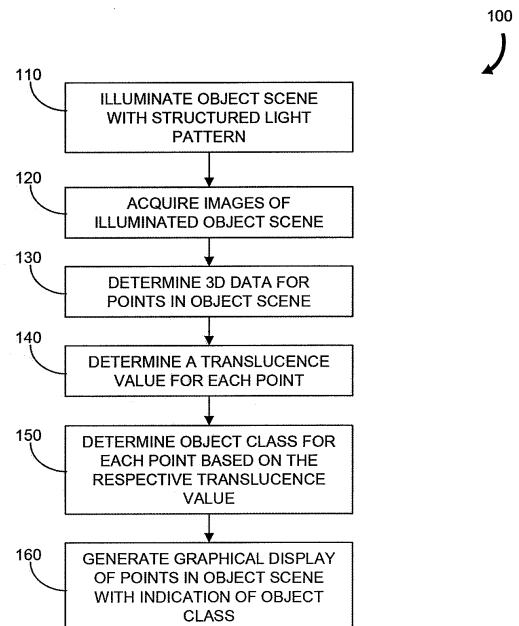 100
110
ILLUMINATE OBJECT SCENE
WITH STRUCTURED LIGHT
PATTERN
120
ACQUIRE IMAGES OF
ILLUMINATED OBJECT SCENE
130
DETERMINE 3D DATA FOR
POINTS IN OBJECT SCENE
140
DETERMINE A TRANSLUCENCE
VALUE FOR EACH POINT
150
DETERMINE OBJECT CLASS FOR
EACH POINT BASED ON THE
RESPECTIVE TRANSLUCENCE
VALUE
160
GENERATE GRAPHICAL DISPLAY
OF POINTS IN OBJECT SCENE
WITH INDICATION OF OBJECT
CLASS